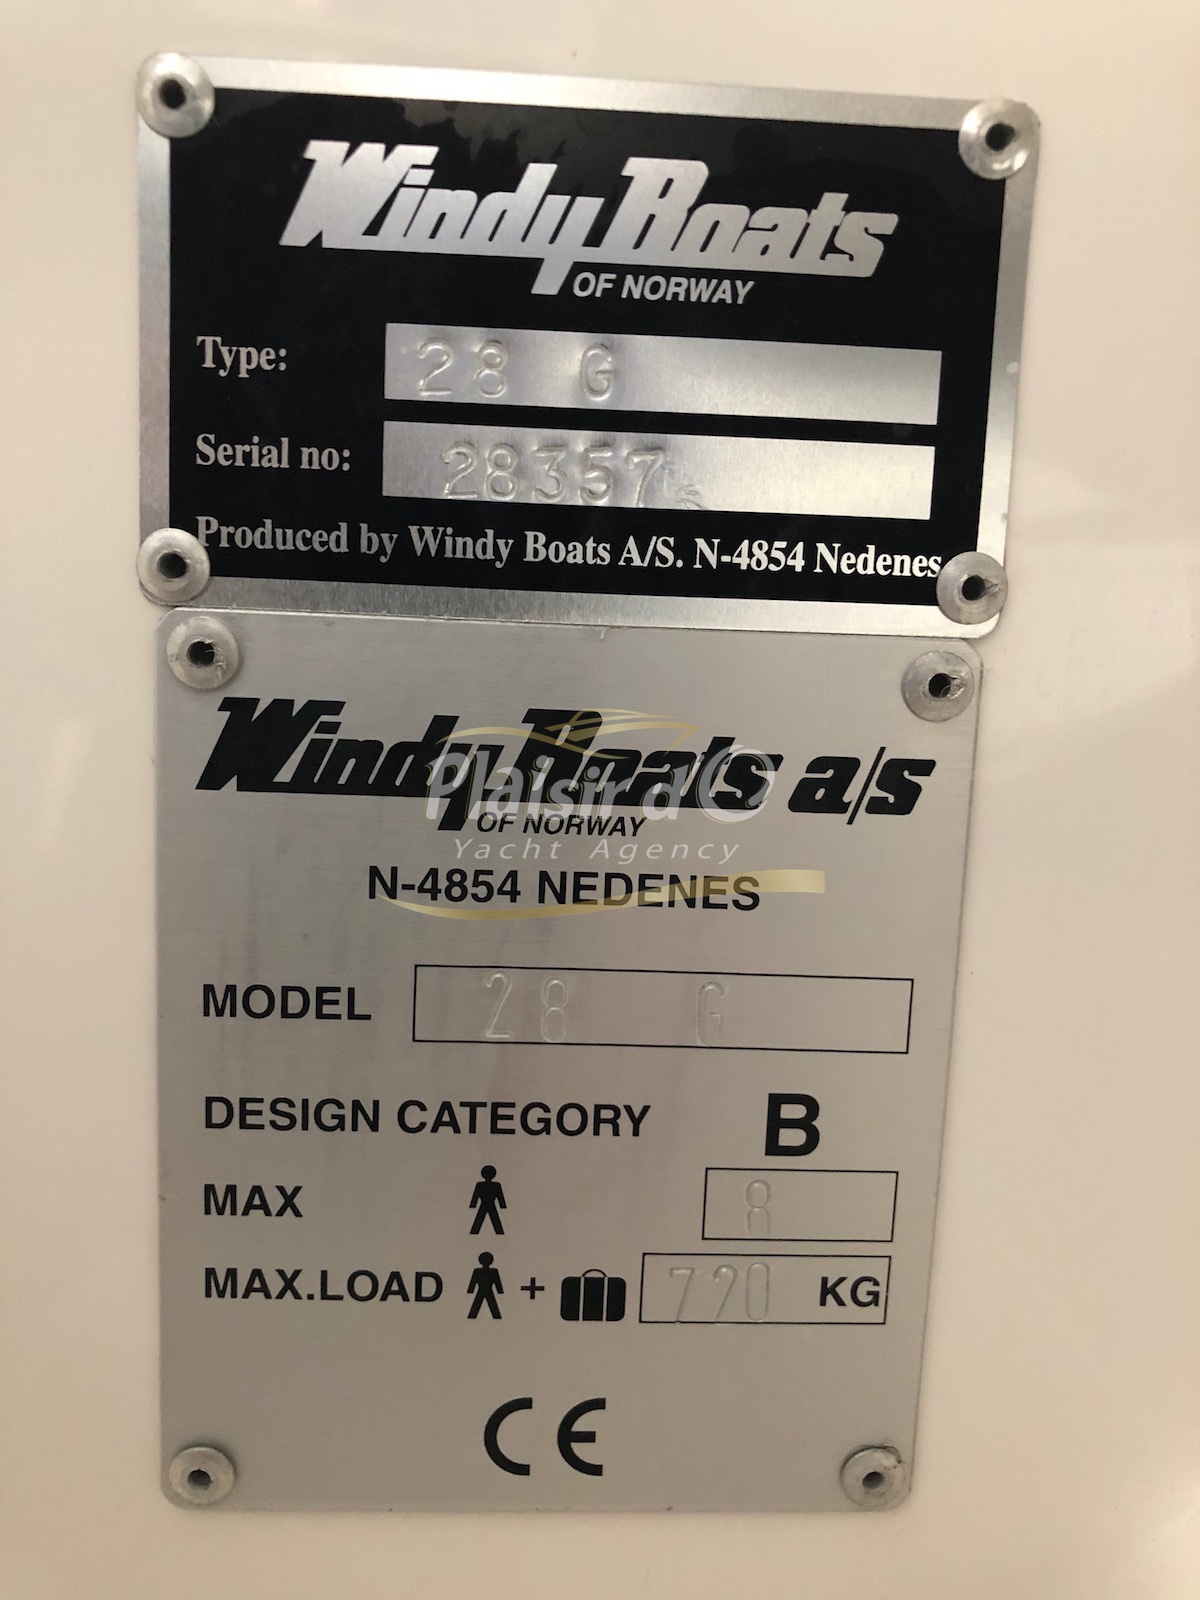 Windy Boats
OF NORWAY
Type: 28 G
Serial no: 28357
Produced by Windy Boats A/S. N-4854 Nedenes
Windy Boats a/s
OF NORWAY
Plaisir d'O
Yacht Agency
N-4854 NEDENES
MODEL 28 G
DESIGN CATEGORY B
MAX 8
MAX.LOAD + 720 KG
CE